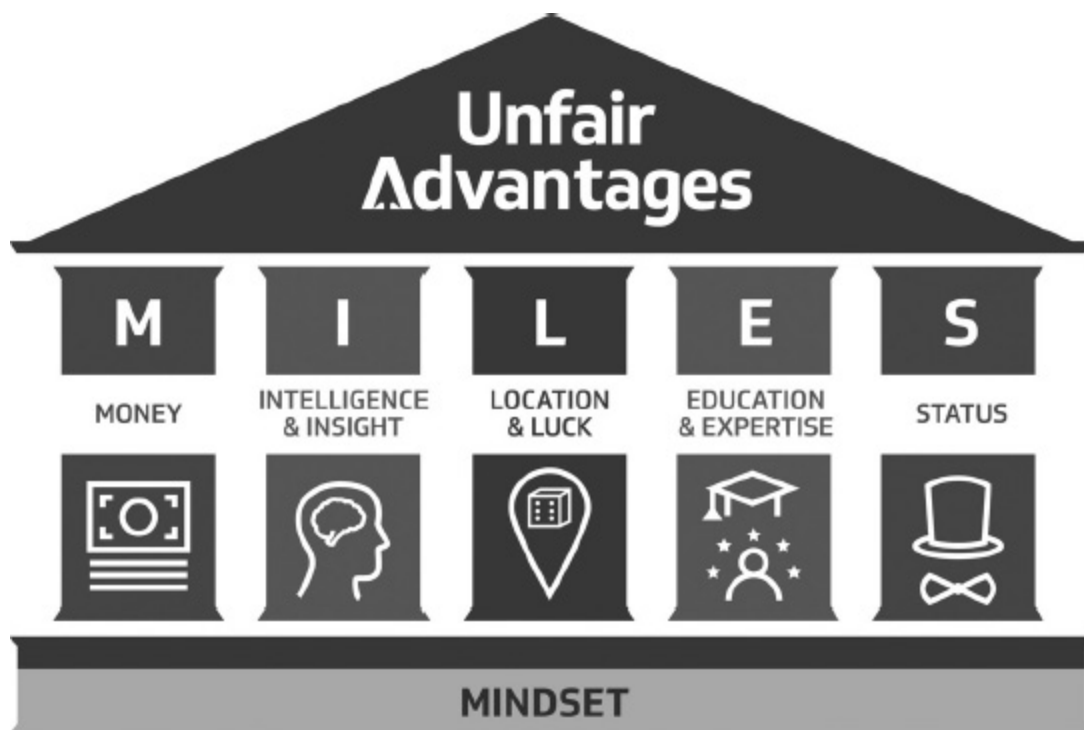 Unfair
Advantages
M I L E S
MONEY
INTELLIGENCE
& INSIGHT
LOCATION
& LUCK
EDUCATION
& EXPERTISE
STATUS
MINDSET